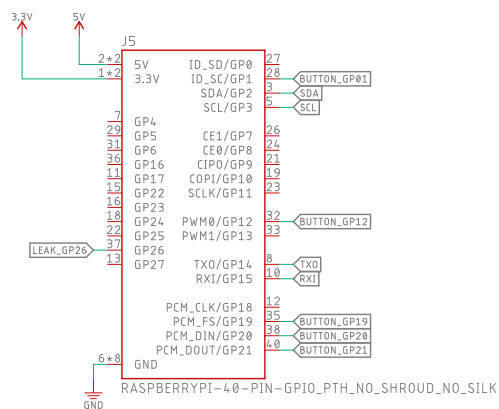 3.3V 5V
J5
2*2 5V ID_SD/GP0 27
1*2 3.3V ID_SC/GP1 28 BUTTON_GP01
SDA/GP2 3 SDA
SCL/GP3 5 SCL
7 GP4
29 GP5 CE1/GP7 26
31 GP6 CE0/GP8 24
36 GP16 CIPO/GP9 21
11 GP17 COPI/GP10 19
15 GP22 SCLK/GP11 23
16 GP23
18 GP24 PWM0/GP12 32 BUTTON_GP12
22 GP25 PWM1/GP13 33
LEAK_GP26 37 GP26
13 GP27 TXO/GP14 8 TXO
RXI/GP15 10 RXI
PCM_CLK/GP18 12
PCM_FS/GP19 35 BUTTON_GP19
PCM_DIN/GP20 38 BUTTON_GP20
PCM_DOUT/GP21 40 BUTTON_GP21
6*8 GND
RASPBERRYPI-40-PIN-GPIO_PTH_NO_SHROUD_NO_SILK
GND